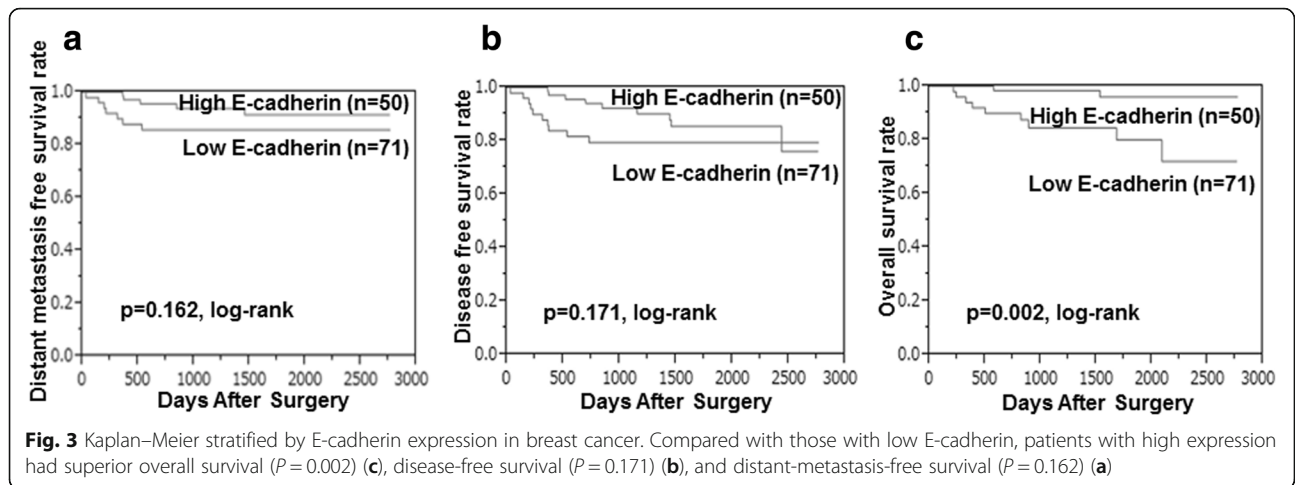 a
Distant metastasis free survival rate
1.0
0.8
0.6
0.4
0.2
0.0
High E-cadherin (n=50)
Low E-cadherin (n=71)
p=0.162, log-rank
0 500 1000 1500 2000 2500 3000
Days After Surgery
b
Disease free survival rate
1.0
0.8
0.6
0.4
0.2
0.0
High E-cadherin (n=50)
Low E-cadherin (n=71)
p=0.171, log-rank
0 500 1000 1500 2000 2500 3000
Days After Surgery
c
Overall survival rate
1.0
0.8
0.6
0.4
0.2
0.0
High E-cadherin (n=50)
Low E-cadherin (n=71)
p=0.002, log-rank
0 500 1000 1500 2000 2500 3000
Days After Surgery
Fig. 3 Kaplan–Meier stratified by E-cadherin expression in breast cancer. Compared with those with low E-cadherin, patients with high expression
had superior overall survival (P = 0.002) (c), disease-free survival (P = 0.171) (b), and distant-metastasis-free survival (P = 0.162) (a)